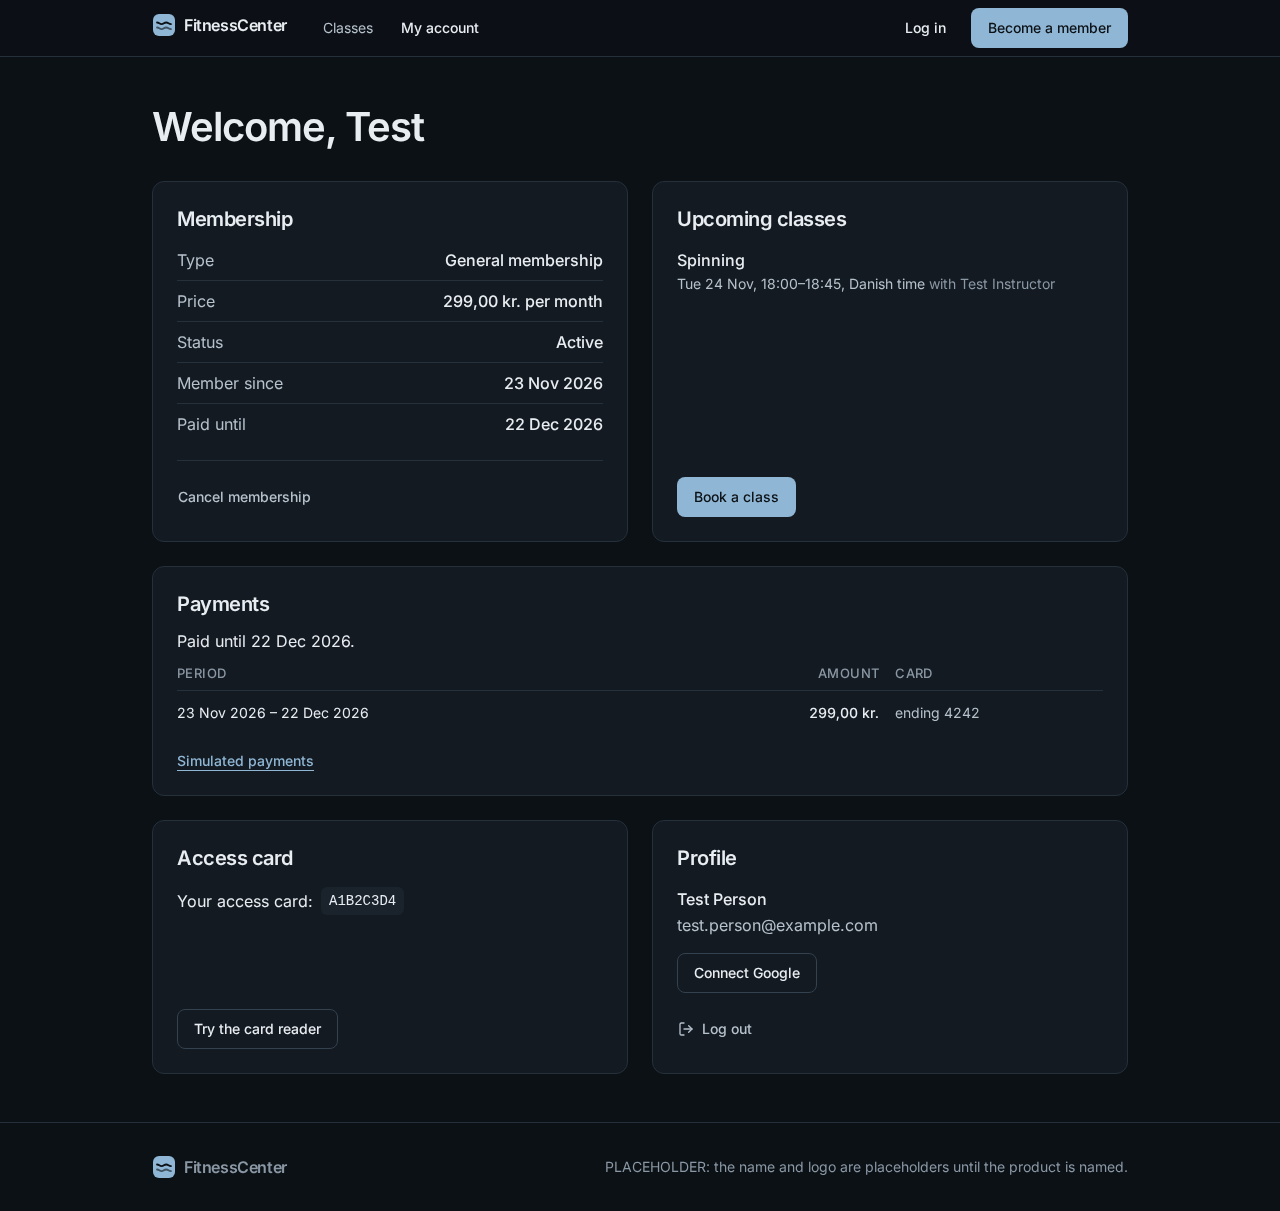 FitnessCenter
Classes
My account
Log in
Become a member
Welcome, Test
Membership
Type
General membership
Price
299,00 kr. per month
Status
Active
Member since
23 Nov 2026
Paid until
22 Dec 2026
Cancel membership
Upcoming classes
Spinning
Tue 24 Nov, 18:00–18:45, Danish time with Test Instructor
Book a class
Payments
Paid until 22 Dec 2026.
PERIOD
AMOUNT
CARD
23 Nov 2026 – 22 Dec 2026
299,00 kr.
ending 4242
Simulated payments
Access card
Your access card: A1B2C3D4
Try the card reader
Profile
Test Person
test.person@example.com
Connect Google
Log out
FitnessCenter
PLACEHOLDER: the name and logo are placeholders until the product is named.